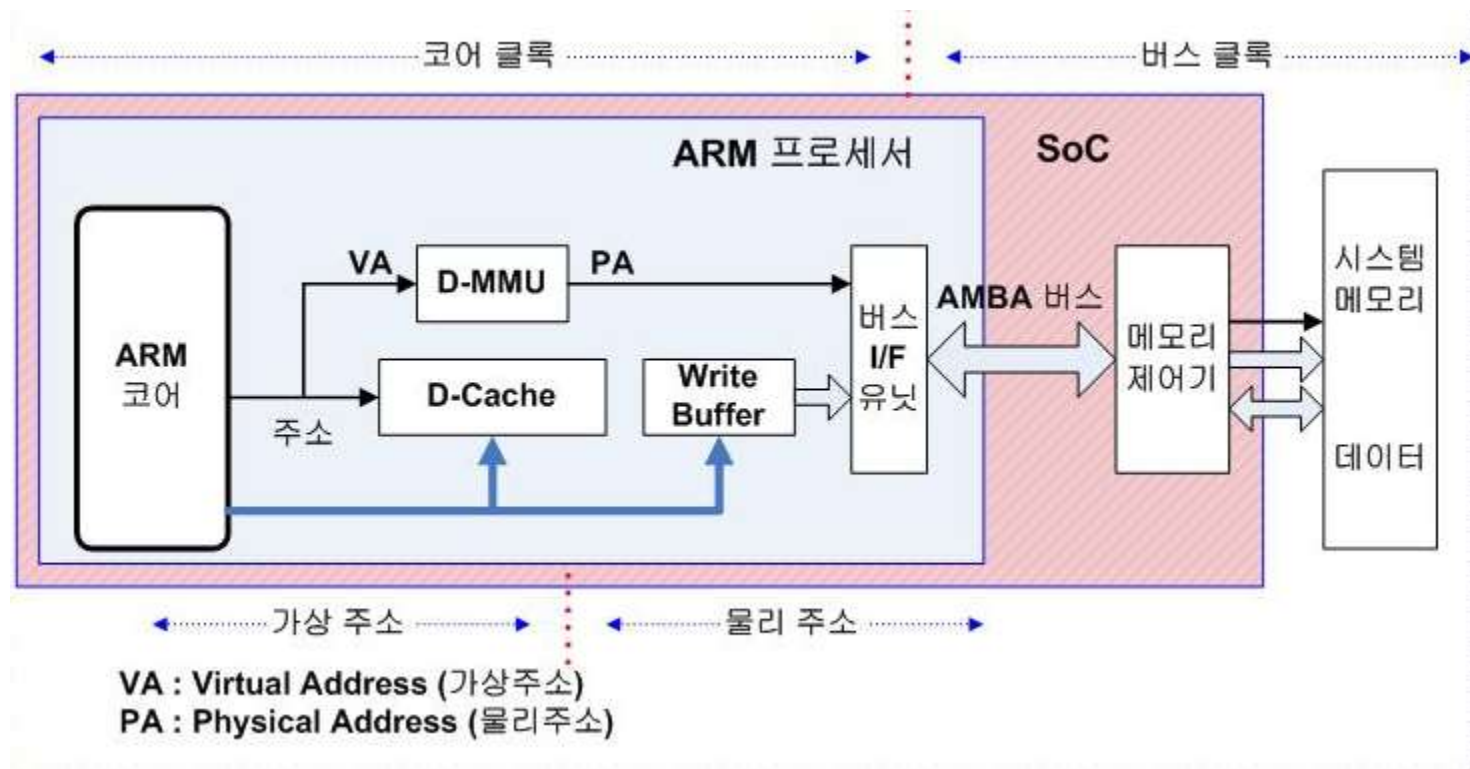 코어 클록
버스 클록
ARM 프로세서
SoC
VA
D-MMU
PA
ARM
코어
주소
D-Cache
Write
Buffer
버스
I/F
유닛
AMBA 버스
메모리
제어기
시스템
메모리
데이터
가상 주소
물리 주소
VA : Virtual Address (가상주소)
PA : Physical Address (물리주소)